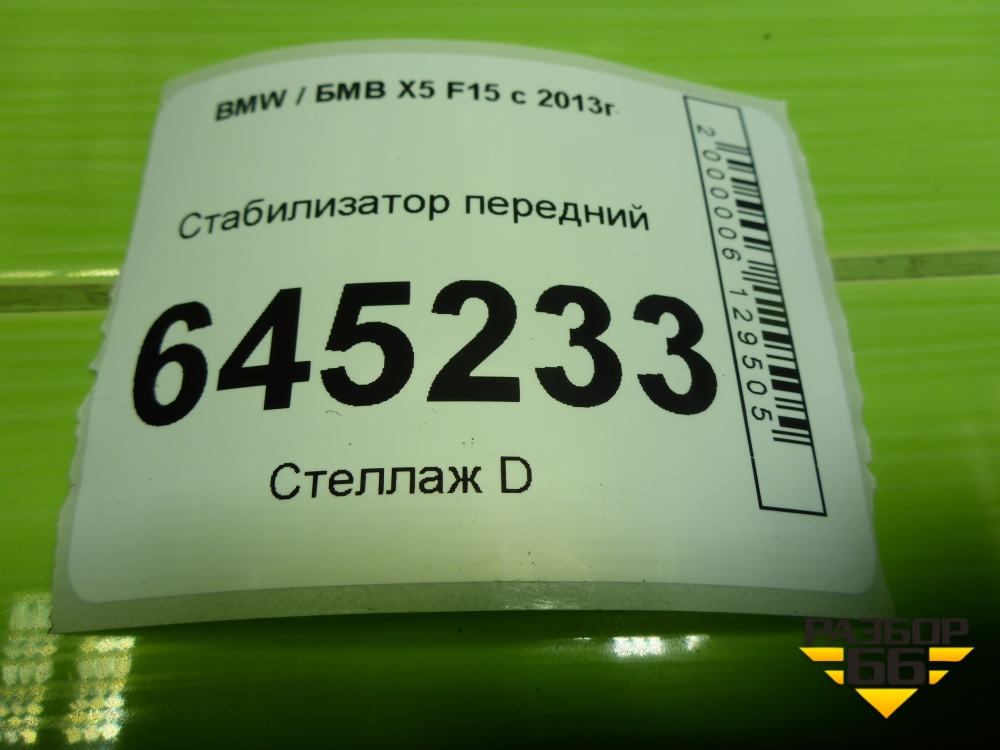 BMW / БМВ X5 F15 с 2013г.
Стабилизатор передний
645233
Стеллаж D
2000006129505
РАЗБОР
66